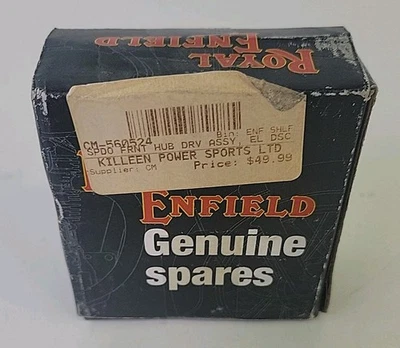 ROYAL
ENFIELD
CM-560524 Bin: ENF SHLF
SPDO FRNT HUB DRV ASSY, EL DSC
KILLEEN POWER SPORTS LTD
Supplier: CM Price: $49.99
ENFIELD
Genuine
spares